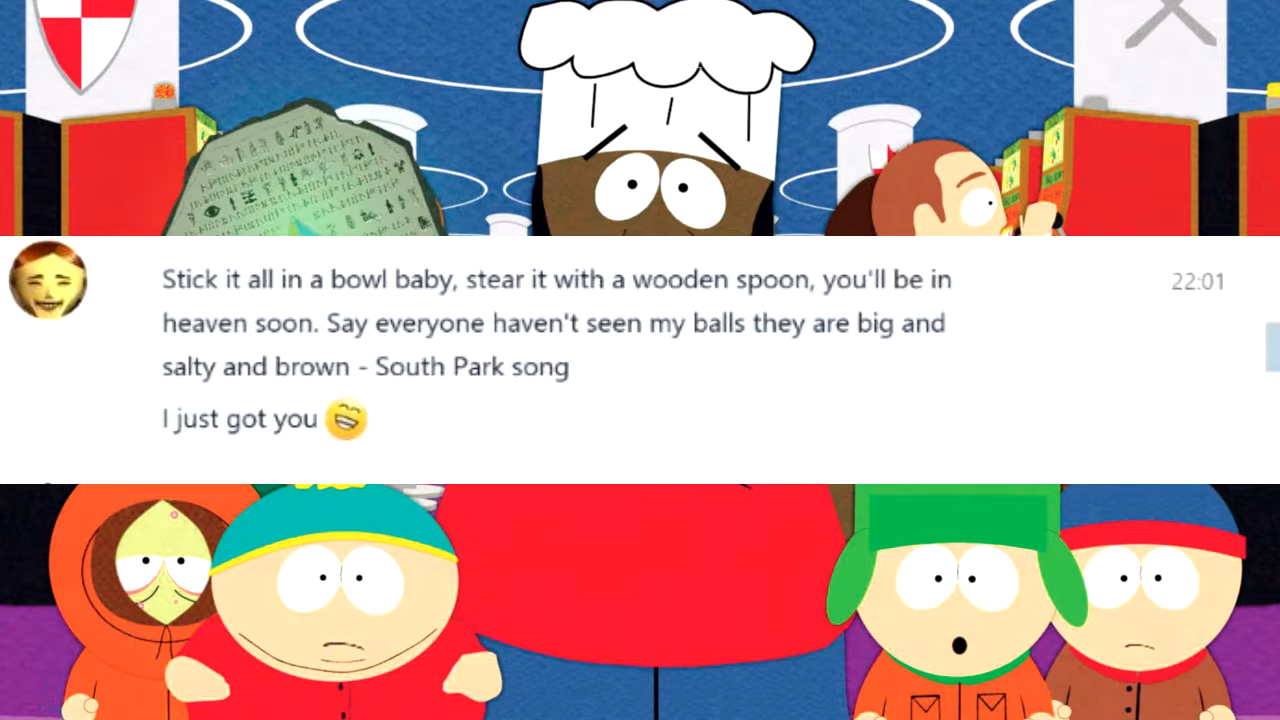 Stick it all in a bowl baby, stear it with a wooden spoon, you'll be in
22:01
heaven soon. Say everyone haven't seen my balls they are big and
salty and brown - South Park song
I just got you 😄